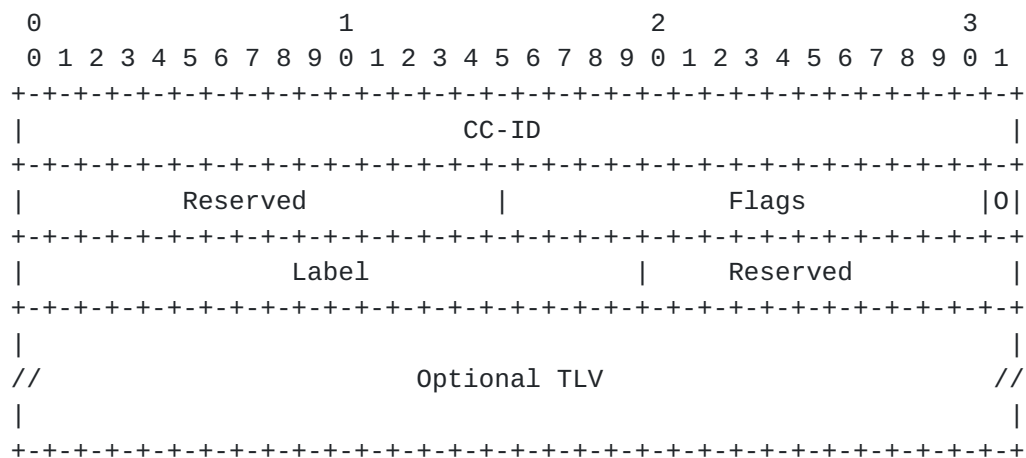 0                   1                   2                   3
 0 1 2 3 4 5 6 7 8 9 0 1 2 3 4 5 6 7 8 9 0 1 2 3 4 5 6 7 8 9 0 1
+-+-+-+-+-+-+-+-+-+-+-+-+-+-+-+-+-+-+-+-+-+-+-+-+-+-+-+-+-+-+-+-+
|                            CC-ID                              |
+-+-+-+-+-+-+-+-+-+-+-+-+-+-+-+-+-+-+-+-+-+-+-+-+-+-+-+-+-+-+-+-+
|          Reserved            |              Flags           |O|
+-+-+-+-+-+-+-+-+-+-+-+-+-+-+-+-+-+-+-+-+-+-+-+-+-+-+-+-+-+-+-+-+
|                 Label                 |     Reserved          |
+-+-+-+-+-+-+-+-+-+-+-+-+-+-+-+-+-+-+-+-+-+-+-+-+-+-+-+-+-+-+-+-+
|                                                               |
//                        Optional TLV                         //
|                                                               |
+-+-+-+-+-+-+-+-+-+-+-+-+-+-+-+-+-+-+-+-+-+-+-+-+-+-+-+-+-+-+-+-+